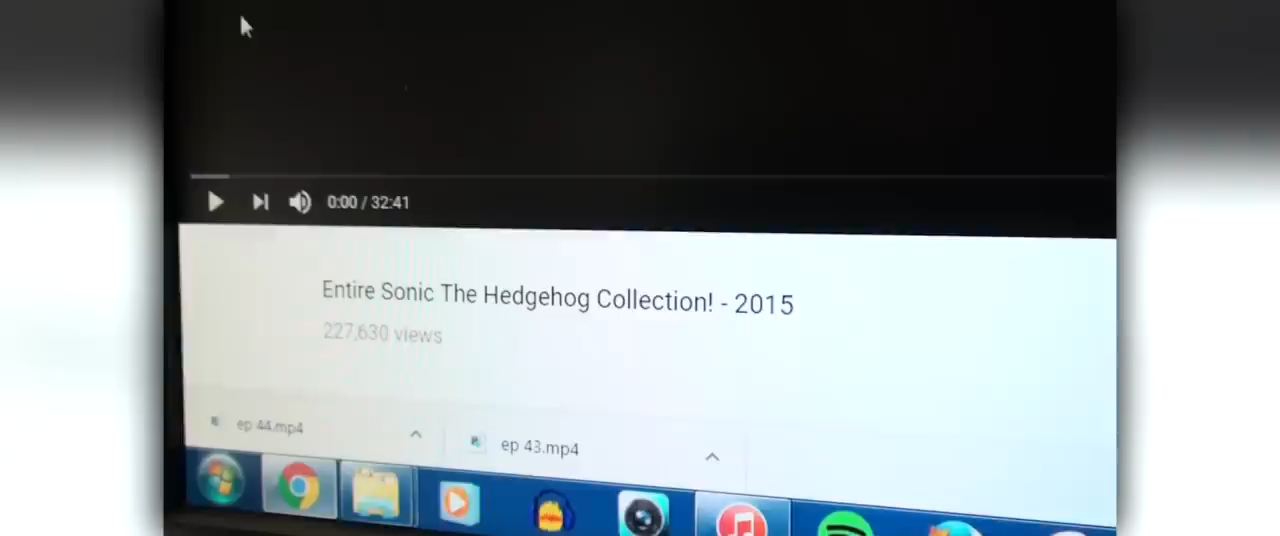 0:00 / 32:41
Entire Sonic The Hedgehog Collection! - 2015
227,630 views
ep 44.mp4
ep 43.mp4